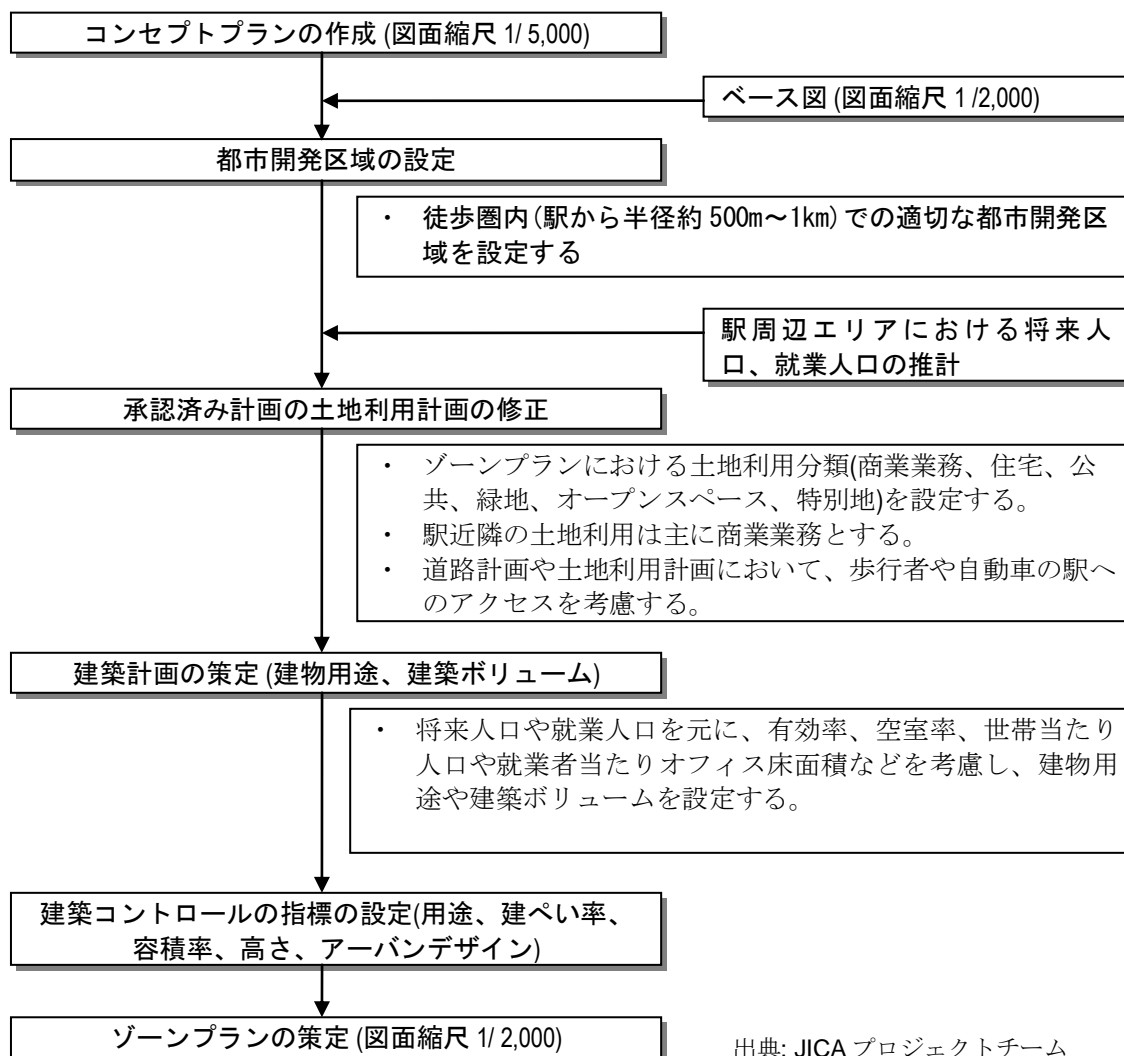 コンセプトプランの作成 (図面縮尺 1/ 5,000)
ベース図 (図面縮尺 1 /2,000)
都市開発区域の設定
・ 徒歩圏内(駅から半径約 500m～1km)での適切な都市開発区
域を設定する
駅周辺エリアにおける将来人
口、就業人口の推計
承認済み計画の土地利用計画の修正
・ ゾーンプランにおける土地利用分類(商業業務、住宅、公
共、緑地、オープンスペース、特別地)を設定する。
・ 駅近隣の土地利用は主に商業業務とする。
・ 道路計画や土地利用計画において、歩行者や自動車の駅へ
のアクセスを考慮する。
建築計画の策定 (建物用途、建築ボリューム)
・ 将来人口や就業人口を元に、有効率、空室率、世帯当たり
人口や就業者当たりオフィス床面積などを考慮し、建物用
途や建築ボリュームを設定する。
建築コントロールの指標の設定(用途、建ぺい率、
容積率、高さ、アーバンデザイン)
ゾーンプランの策定 (図面縮尺 1/ 2,000)
出典: JICA プロジェクトチーム